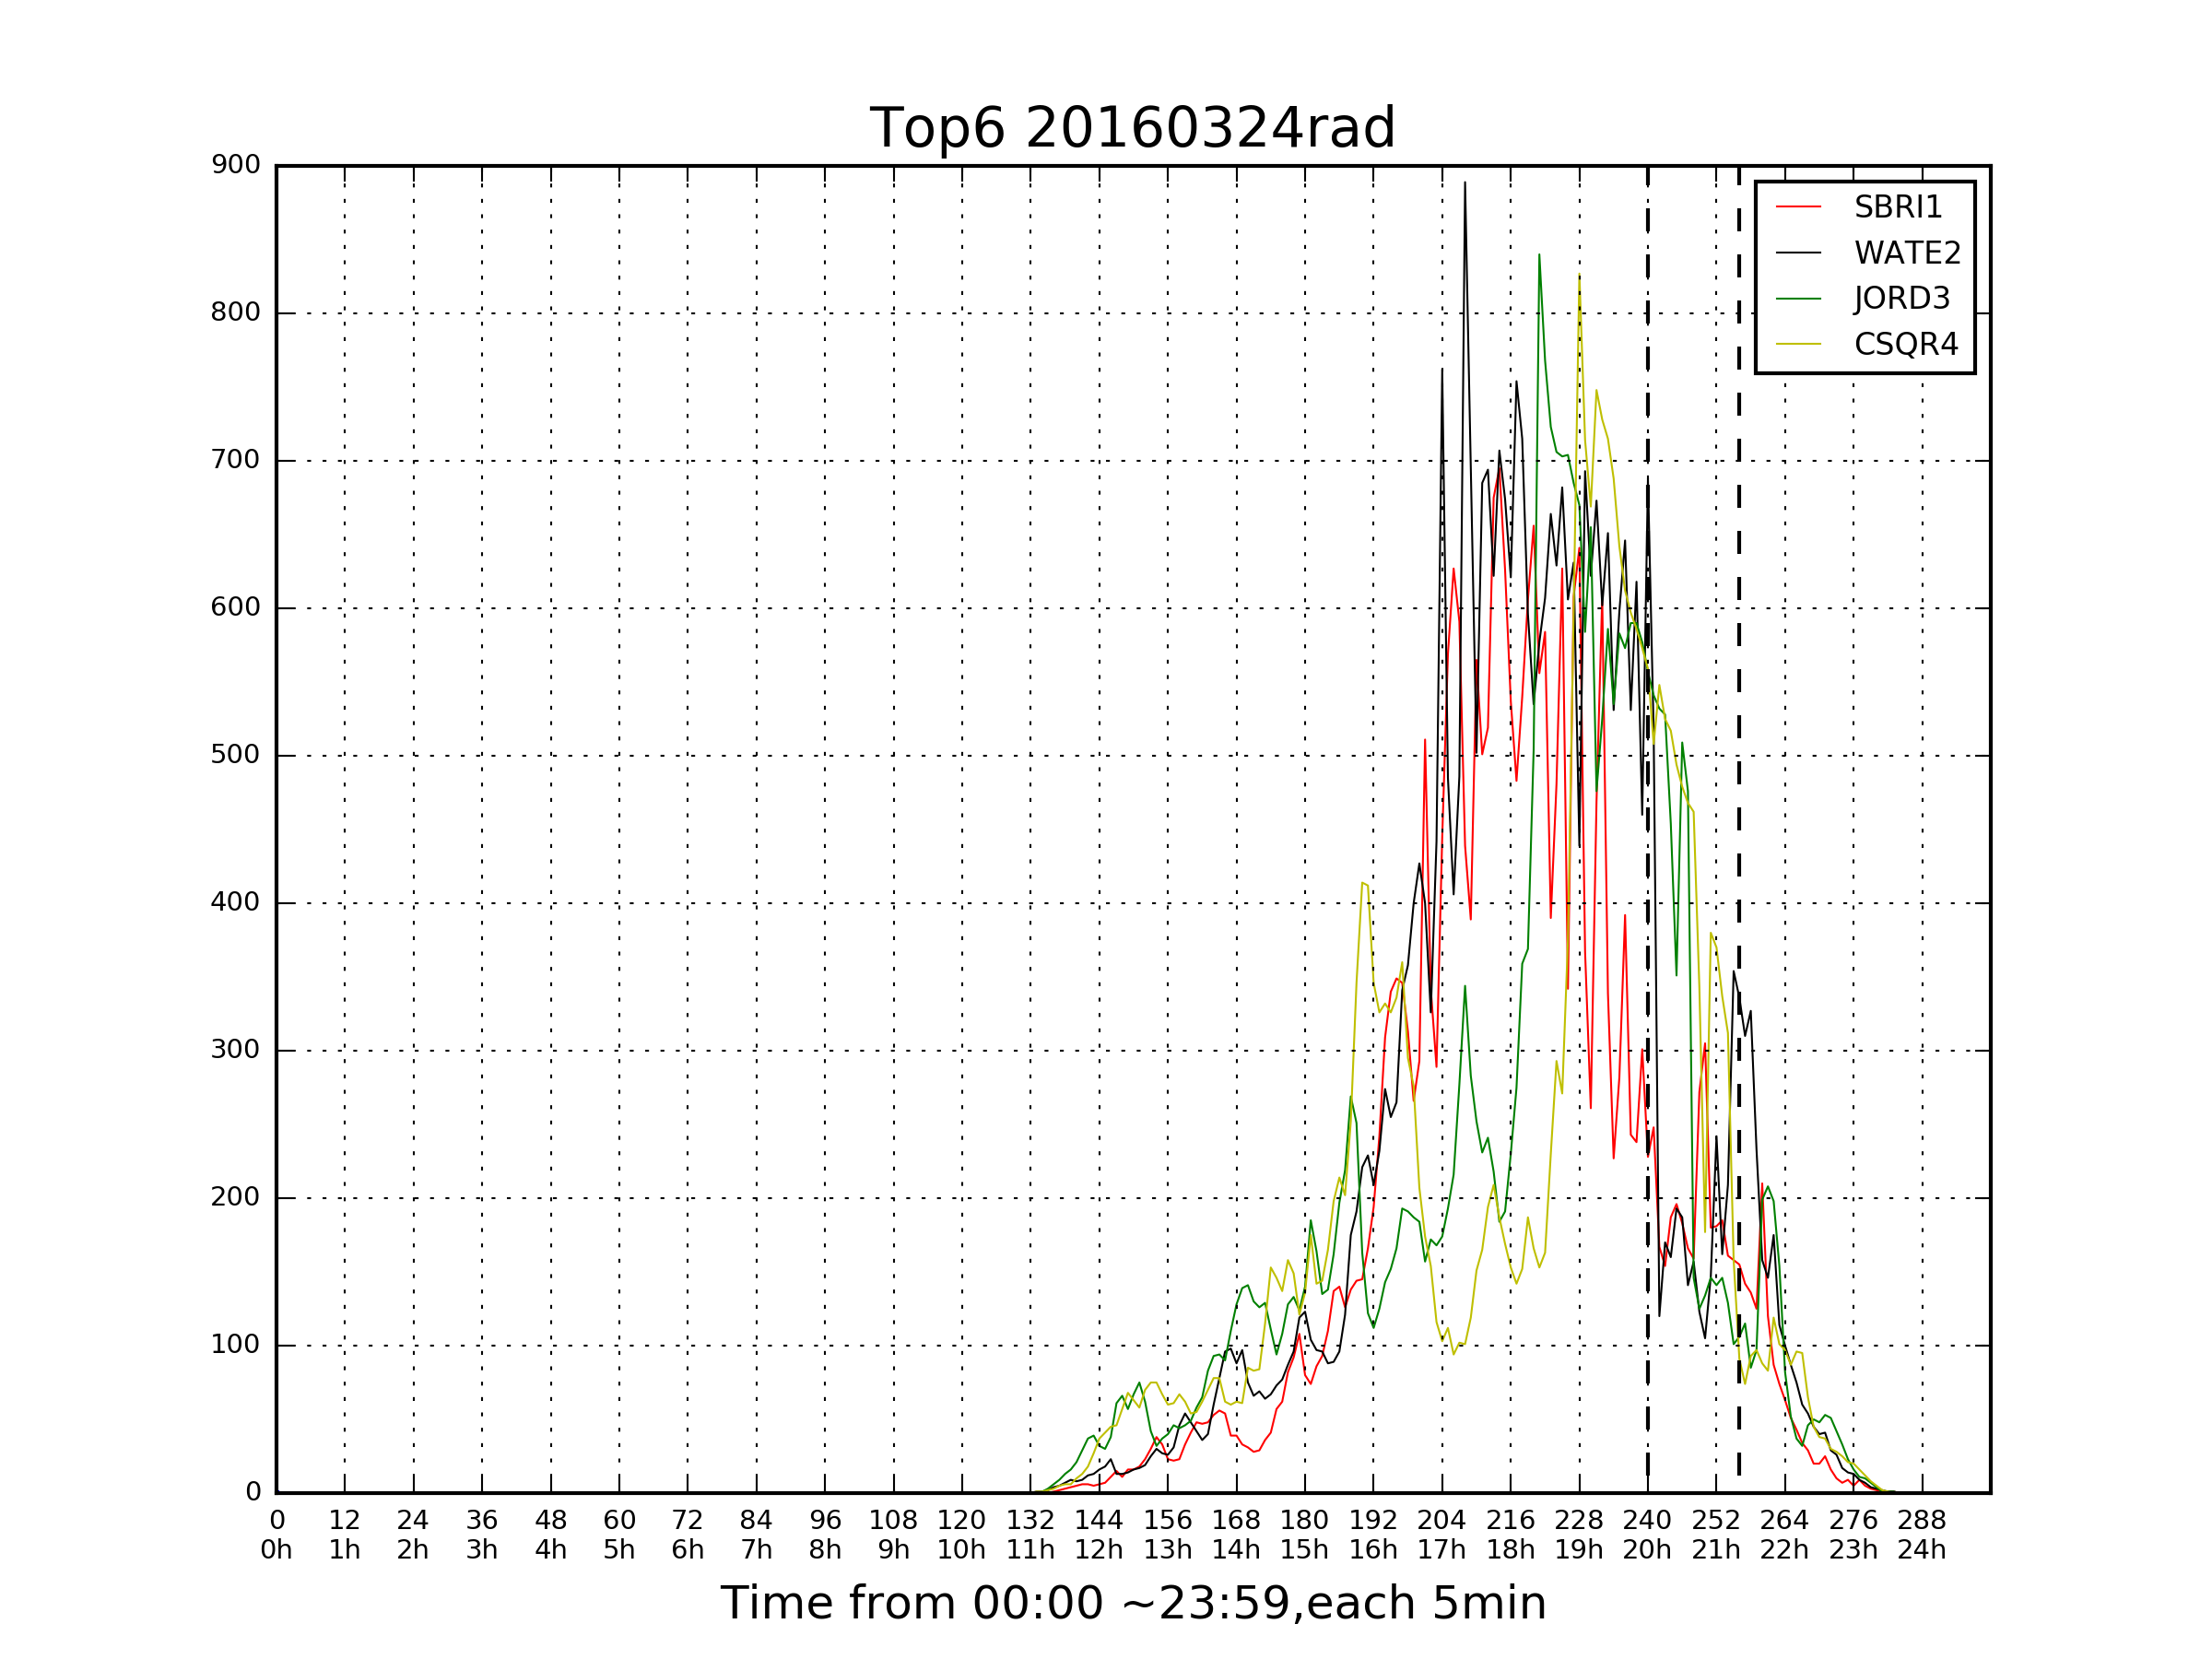 Top6 20160324rad
900
800
700
600
500
400
300
200
100
0
SBRI1
WATE2
JORD3
CSQR4
0 12 24 36 48 60 72 84 96 108 120 132 144 156 168 180 192 204 216 228 240 252 264 276 288
0h 1h 2h 3h 4h 5h 6h 7h 8h 9h 10h 11h 12h 13h 14h 15h 16h 17h 18h 19h 20h 21h 22h 23h 24h
Time from 00:00 ~23:59,each 5min